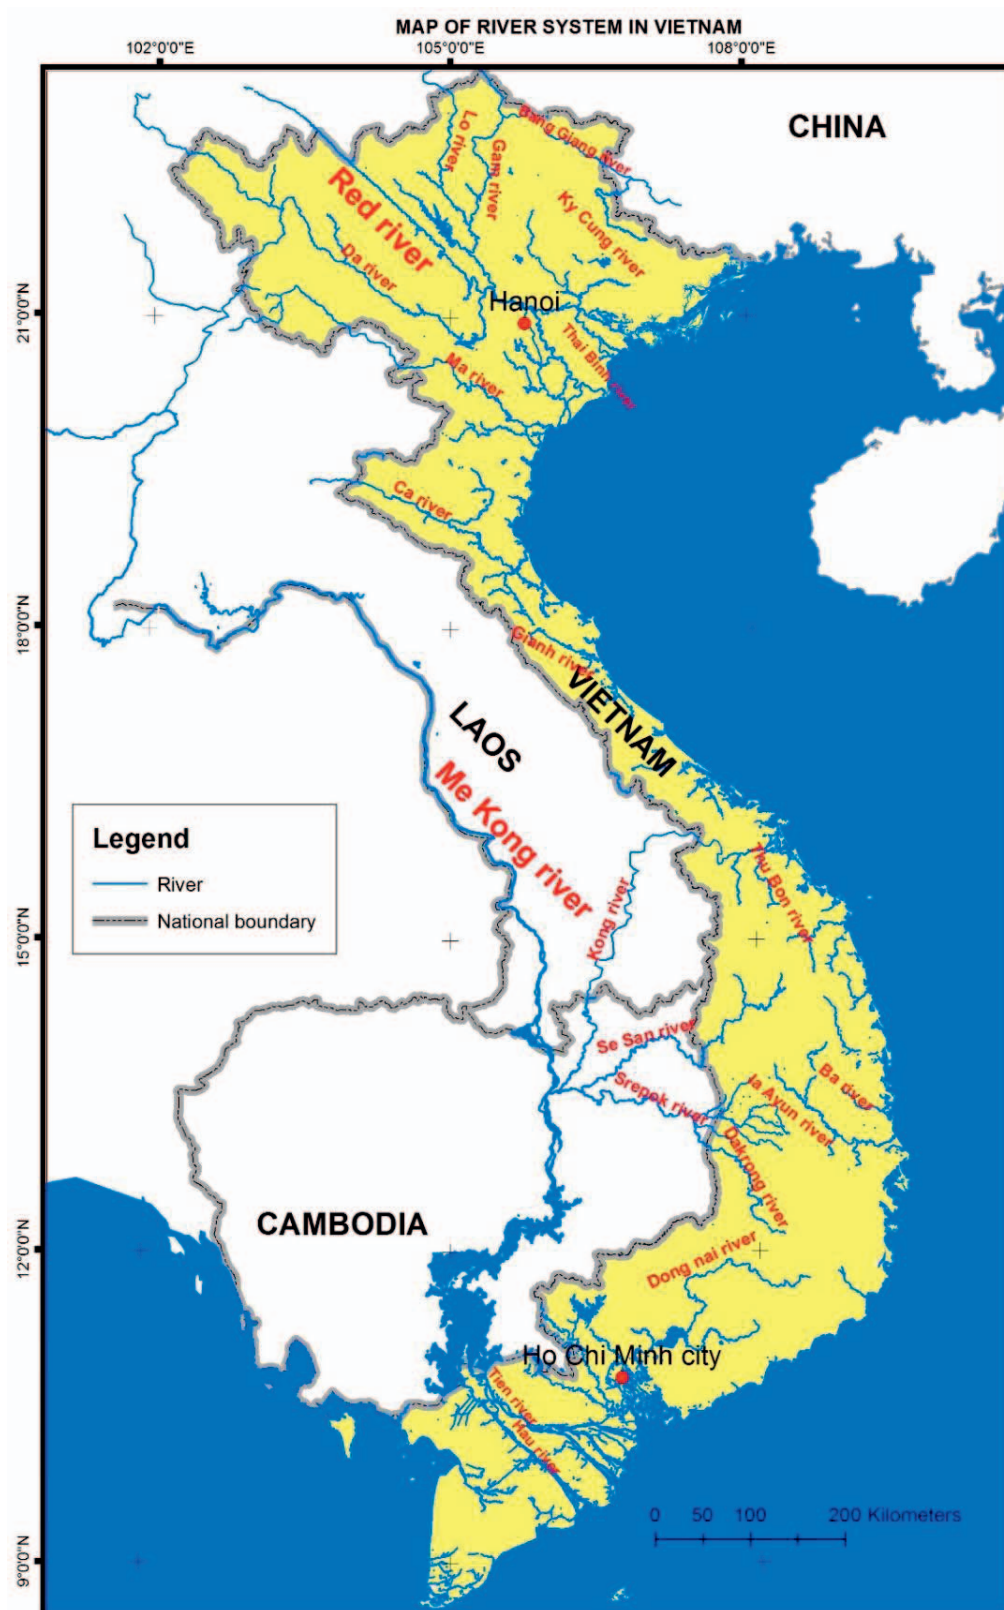 MAP OF RIVER SYSTEM IN VIETNAM
102°0'0"E
105°0'0"E
108°0'0"E
CHINA
Bang Giang river
Lo river
Gam river
Red river
Ky Cung river
Da river
21°0'0"N
Hanoi
Thai Binh river
Ma river
Ca river
18°0'0"N
Gianh river
VIETNAM
LAOS
Me Kong river
Legend
River
National boundary
Kong river
Thu Bon river
15°0'0"N
Se San river
Srepok river
Ia Ayun river
Ba river
Dakrong river
CAMBODIA
12°0'0"N
Dong nai river
Ho Chi Minh city
Tien river
Hau river
0 50 100 200 Kilometers
9°0'0"N